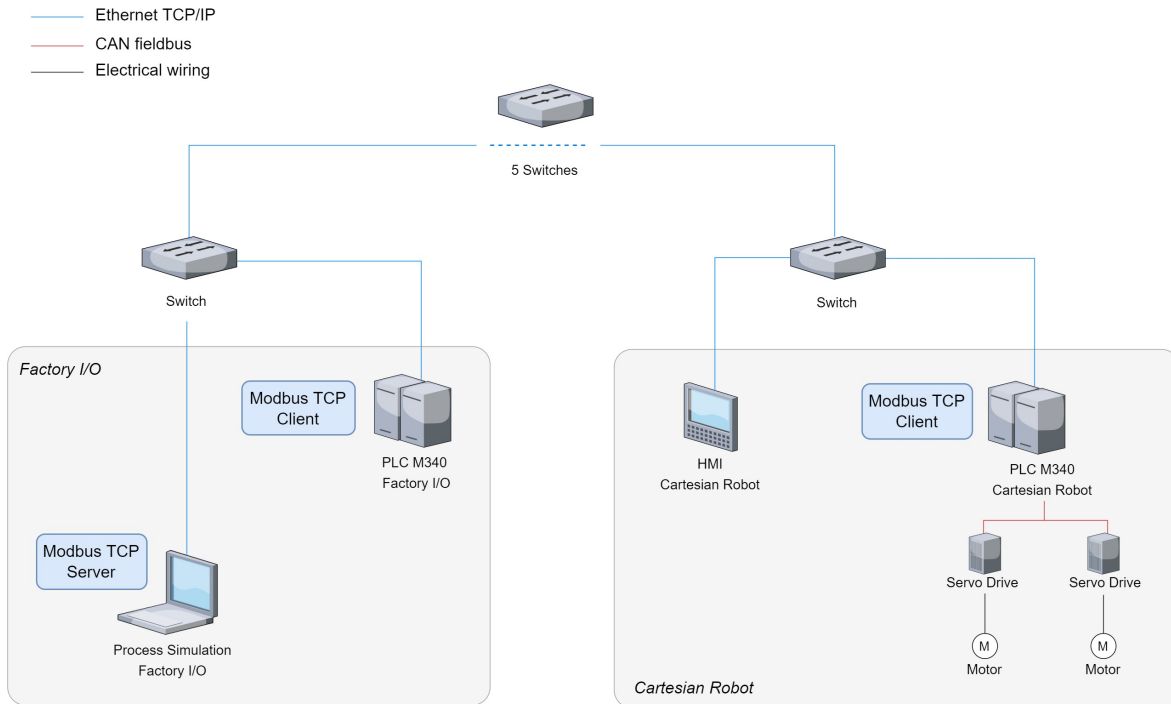 Ethernet TCP/IP
CAN fieldbus
Electrical wiring
5 Switches
Switch
Switch
Factory I/O
Modbus TCP
Client
PLC M340
Factory I/O
Modbus TCP
Server
Process Simulation
Factory I/O
HMI
Cartesian Robot
Modbus TCP
Client
PLC M340
Cartesian Robot
Servo Drive
Servo Drive
M
M
Motor
Motor
Cartesian Robot